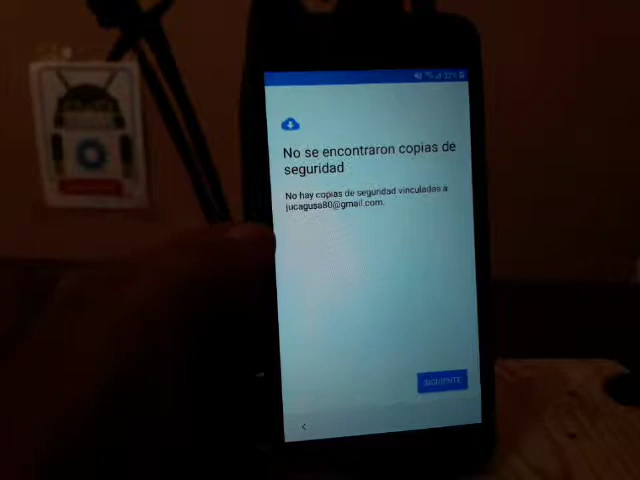 No se encontraron copias de
seguridad
No hay copias de seguridad vinculadas a
jucagusa80@gmail.com.
SIGUIENTE